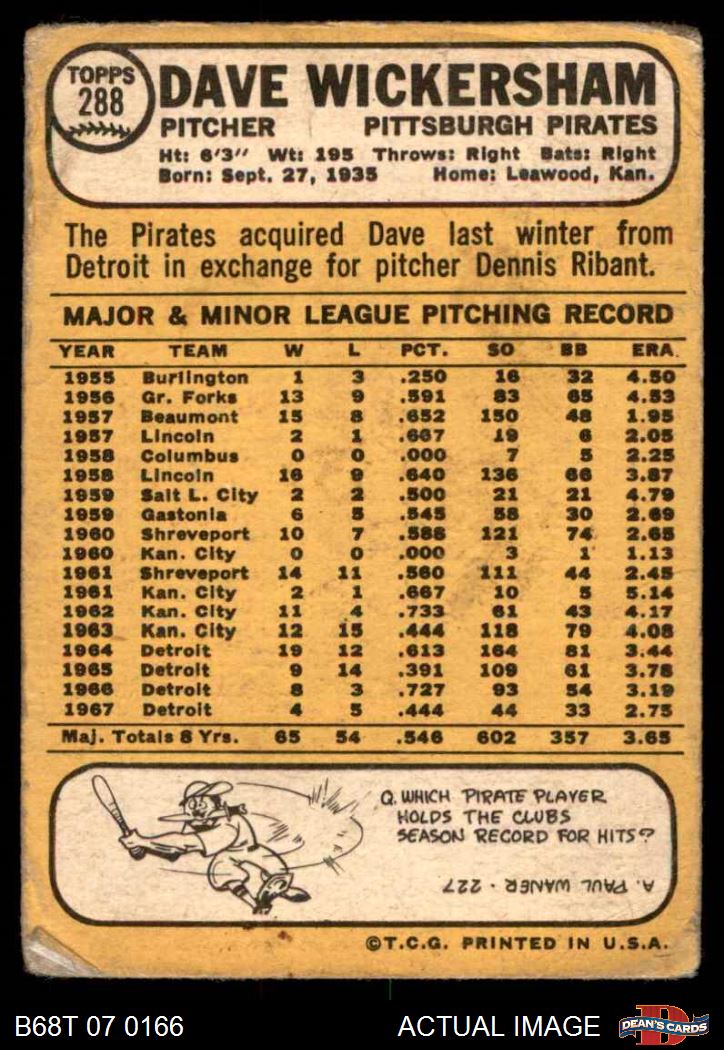 TOPPS
288
DAVE WICKERSHAM
PITCHER PITTSBURGH PIRATES
Ht: 6'3" Wt: 195 Throws: Right Bats: Right
Born: Sept. 27, 1935 Home: Leawood, Kan.
The Pirates acquired Dave last winter from
Detroit in exchange for pitcher Dennis Ribant.
MAJOR & MINOR LEAGUE PITCHING RECORD
YEAR TEAM W L PCT. SO BB ERA.
1955 Burlington 1 3 .250 16 32 4.50
1956 Gr. Forks 13 9 .591 83 65 4.53
1957 Beaumont 15 8 .652 150 48 1.95
1957 Lincoln 2 1 .667 19 6 2.05
1958 Columbus 0 0 .000 7 5 2.25
1958 Lincoln 16 9 .640 136 66 3.87
1959 Salt L. City 2 2 .500 21 21 4.79
1959 Gastonia 6 5 .545 58 30 2.69
1960 Shreveport 10 7 .588 121 74 2.65
1960 Kan. City 0 0 .000 3 1 1.13
1961 Shreveport 14 11 .560 111 44 2.45
1961 Kan. City 2 1 .667 10 5 5.14
1962 Kan. City 11 4 .733 61 43 4.17
1963 Kan. City 12 15 .444 118 79 4.08
1964 Detroit 19 12 .613 164 81 3.44
1965 Detroit 9 14 .391 109 61 3.78
1966 Detroit 8 3 .727 93 54 3.19
1967 Detroit 4 5 .444 44 33 2.75
Maj. Totals 8 Yrs. 65 54 .546 602 357 3.65
Q. WHICH PIRATE PLAYER
HOLDS THE CLUBS
SEASON RECORD FOR HITS?
A. PAUL WANER - 227
©T.C.G. PRINTED IN U.S.A.
B68T 07 0166 ACTUAL IMAGE DEAN'S CARDS